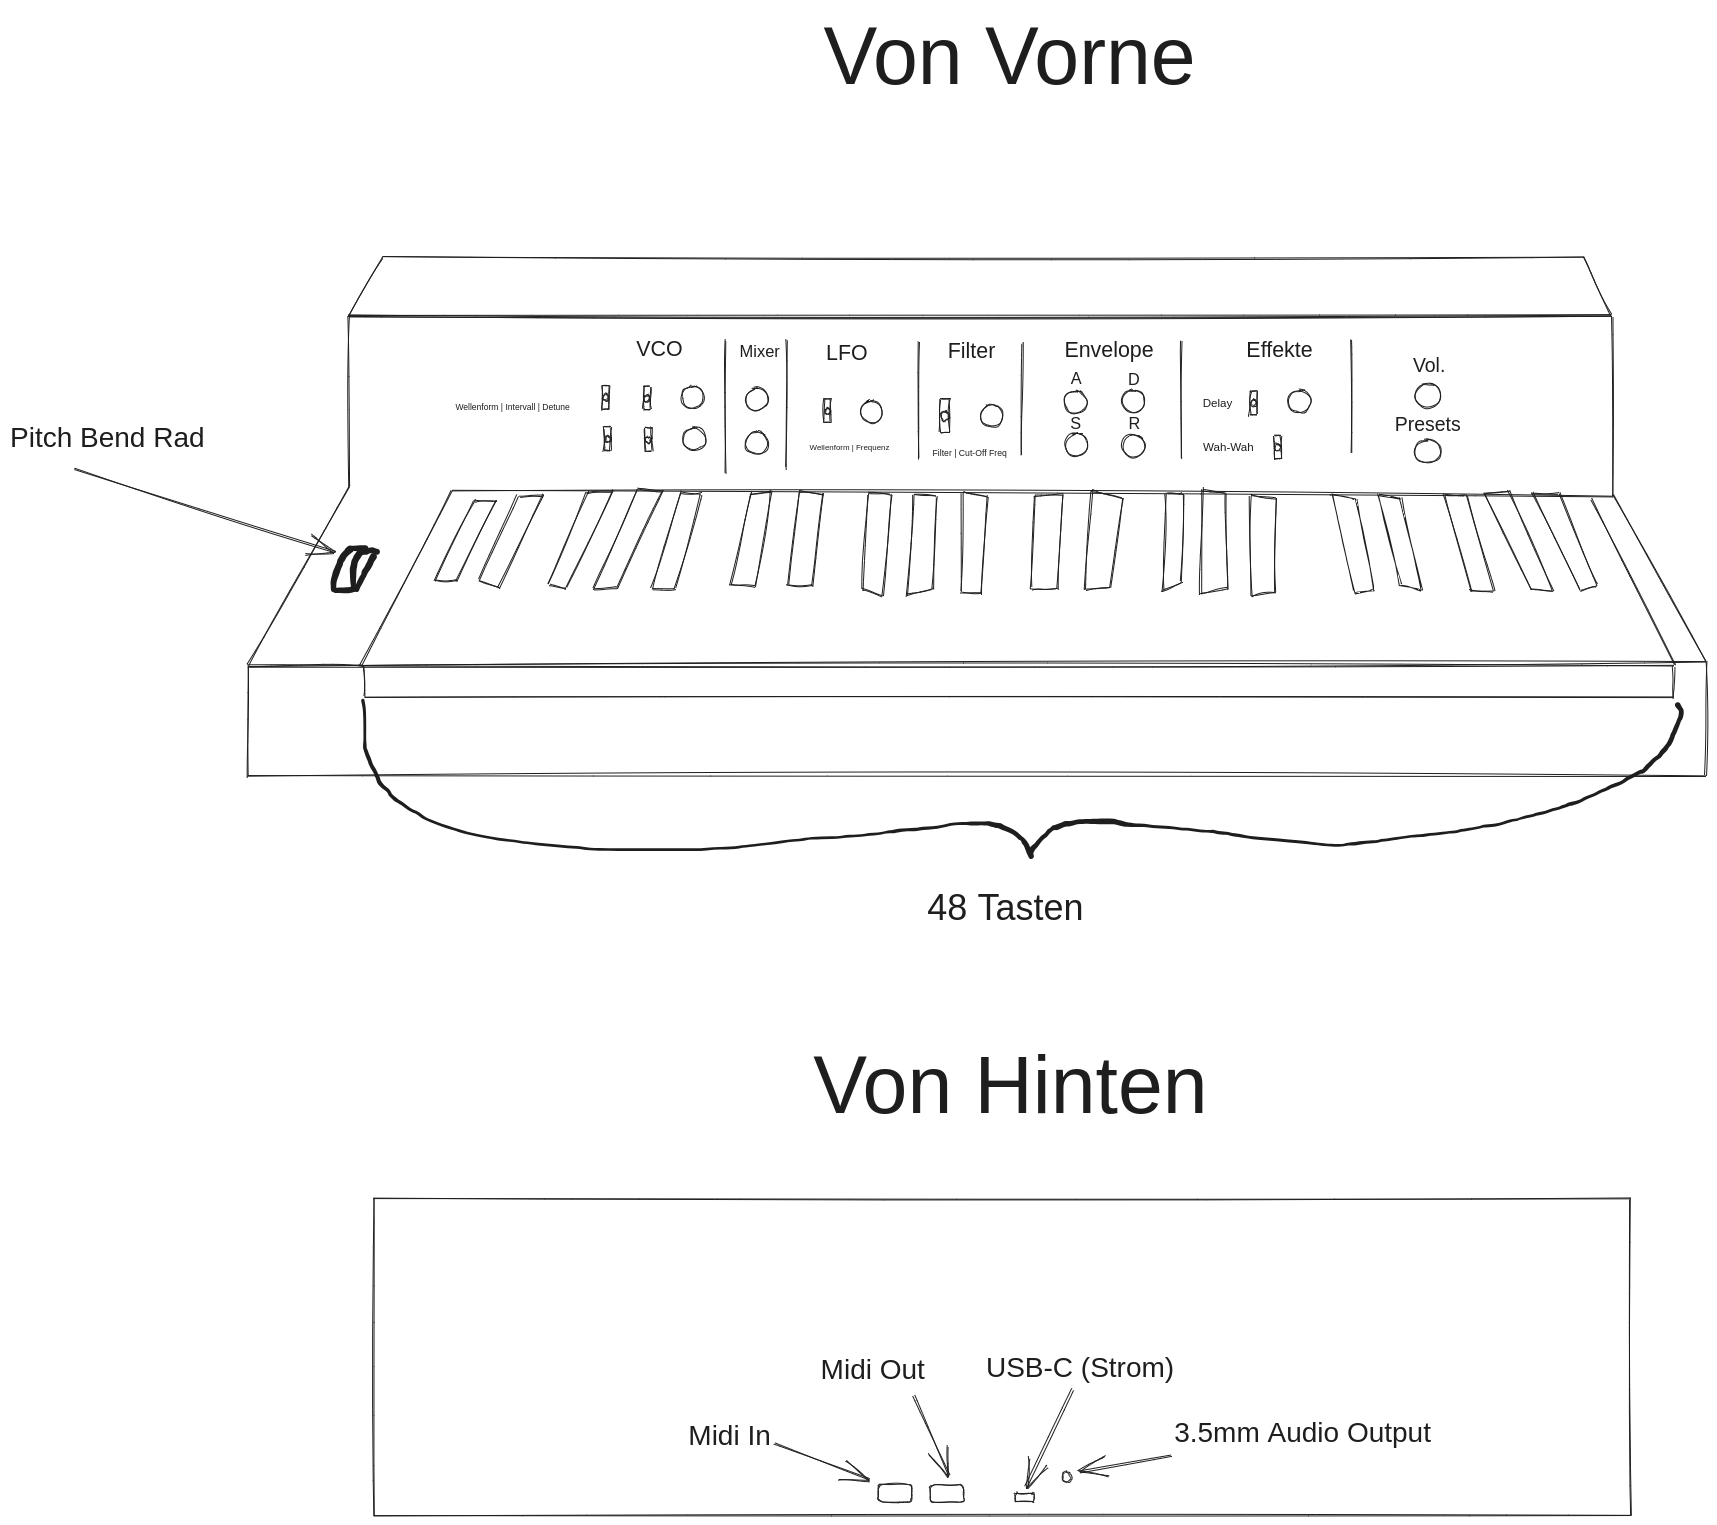 Von Vorne
VCO
Mixer
LFO
Filter
Envelope
Effekte
Vol.
A
D
Wellenform | Intervall | Detune
Delay
Presets
S
R
Pitch Bend Rad
Wellenform | Frequenz
Filter | Cut-Off Freq
Wah-Wah
48 Tasten
Von Hinten
Midi Out
USB-C (Strom)
Midi In
3.5mm Audio Output